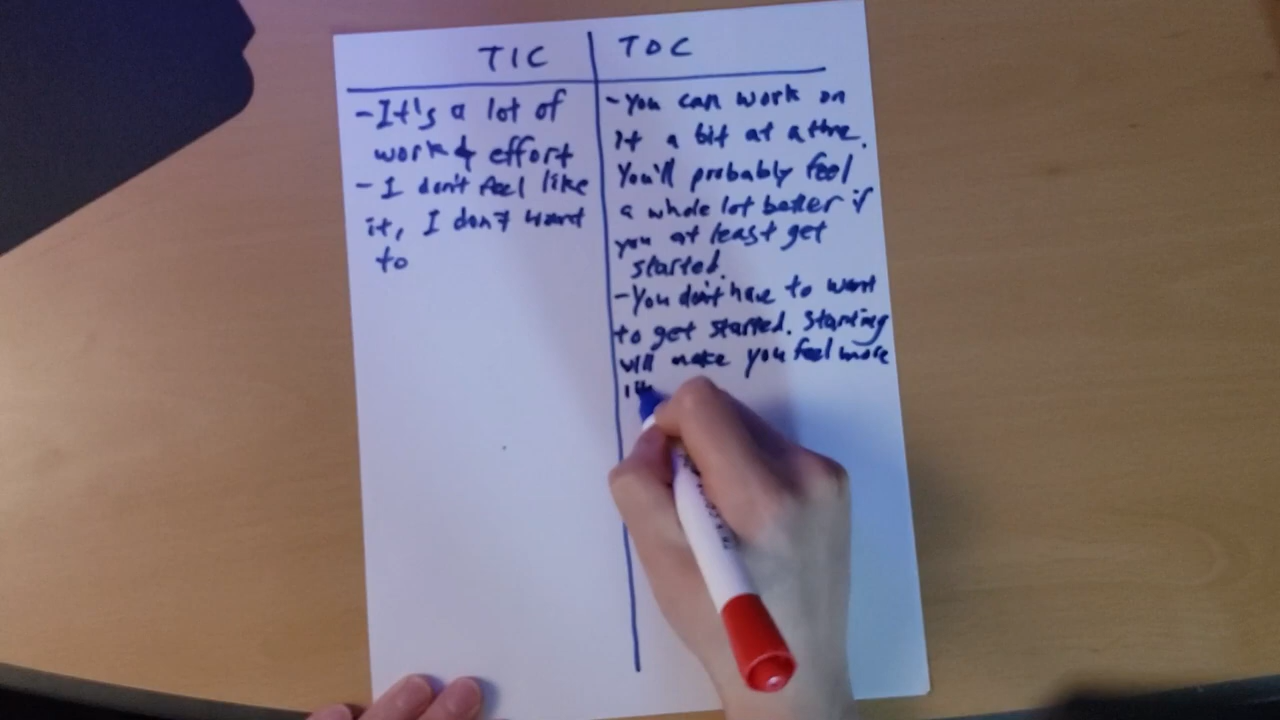 TIC
TOC
-It's a lot of
work & effort
- I don't feel like
it, I don't want
to
-You can work on
it a bit at a time.
You'll probably feel
a whole lot better if
you at least get
started.
-You don't have to want
to get started. Starting
will make you feel more